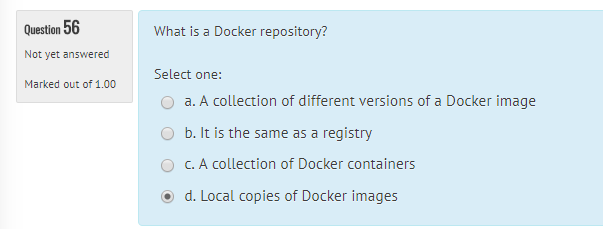 Question 56
Not yet answered
Marked out of 1.00
What is a Docker repository?
Select one:
a. A collection of different versions of a Docker image
b. It is the same as a registry
c. A collection of Docker containers
d. Local copies of Docker images